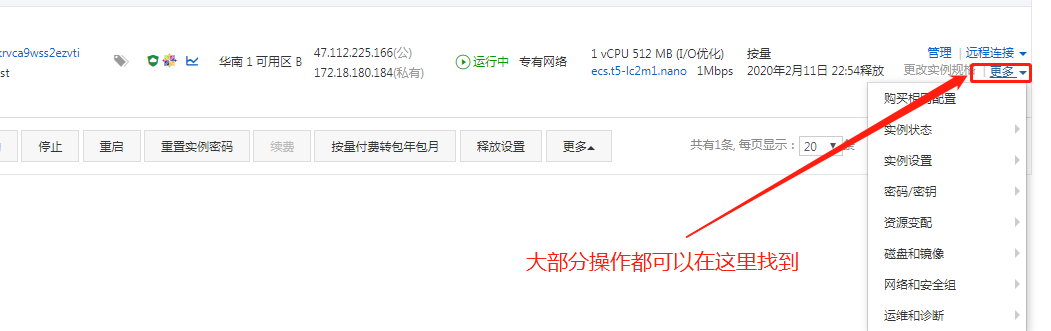 rvca9wss2ezvti
st
华南 1 可用区 B
47.112.225.166(公)
172.18.180.184(私有)
运行中
专有网络
1 vCPU 512 MB (I/O优化)
ecs.t5-lc2m1.nano 1Mbps
按量
2020年2月11日 22:54释放
管理 | 远程连接
更改实例规格 | 更多
购买相同配置
实例状态
实例设置
密码/密钥
资源变配
磁盘和镜像
网络和安全组
运维和诊断
停止
重启
重置实例密码
续费
按量付费转包年包月
释放设置
更多
共有1条, 每页显示：20 条
大部分操作都可以在这里找到